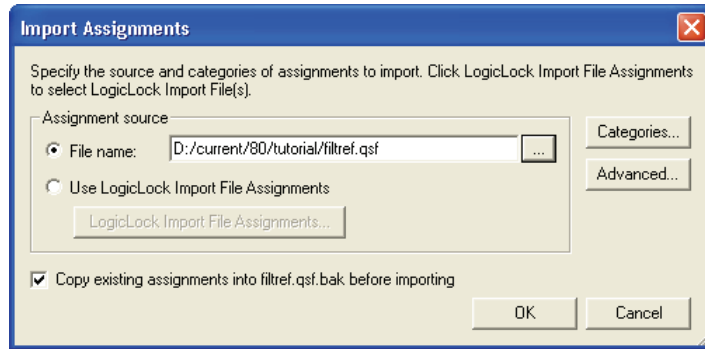 Import Assignments
Specify the source and categories of assignments to import. Click LogicLock Import File Assignments
to select LogicLock Import File(s).
Assignment source
File name: D:/current/80/tutorial/filtref.qsf ...
Categories...
Use LogicLock Import File Assignments
Advanced...
LogicLock Import File Assignments...
Copy existing assignments into filtref.qsf.bak before importing
OK Cancel